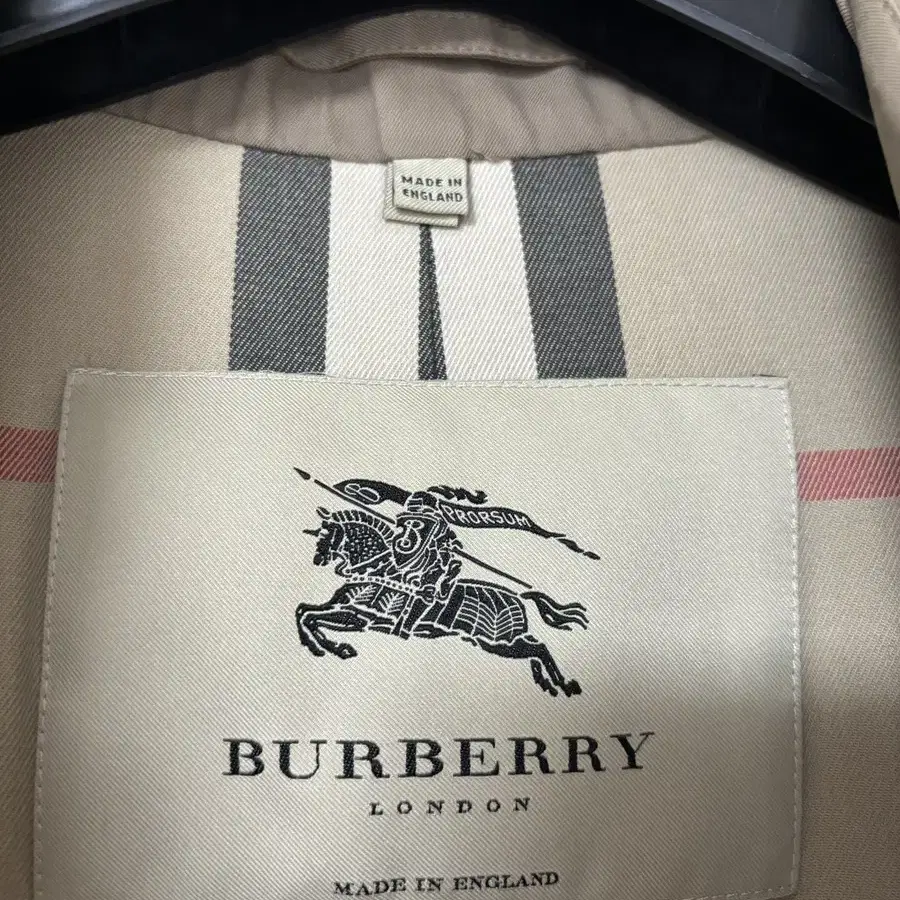 MADE IN
ENGLAND
PRORSUM
B
BURBERRY
LONDON
MADE IN ENGLAND